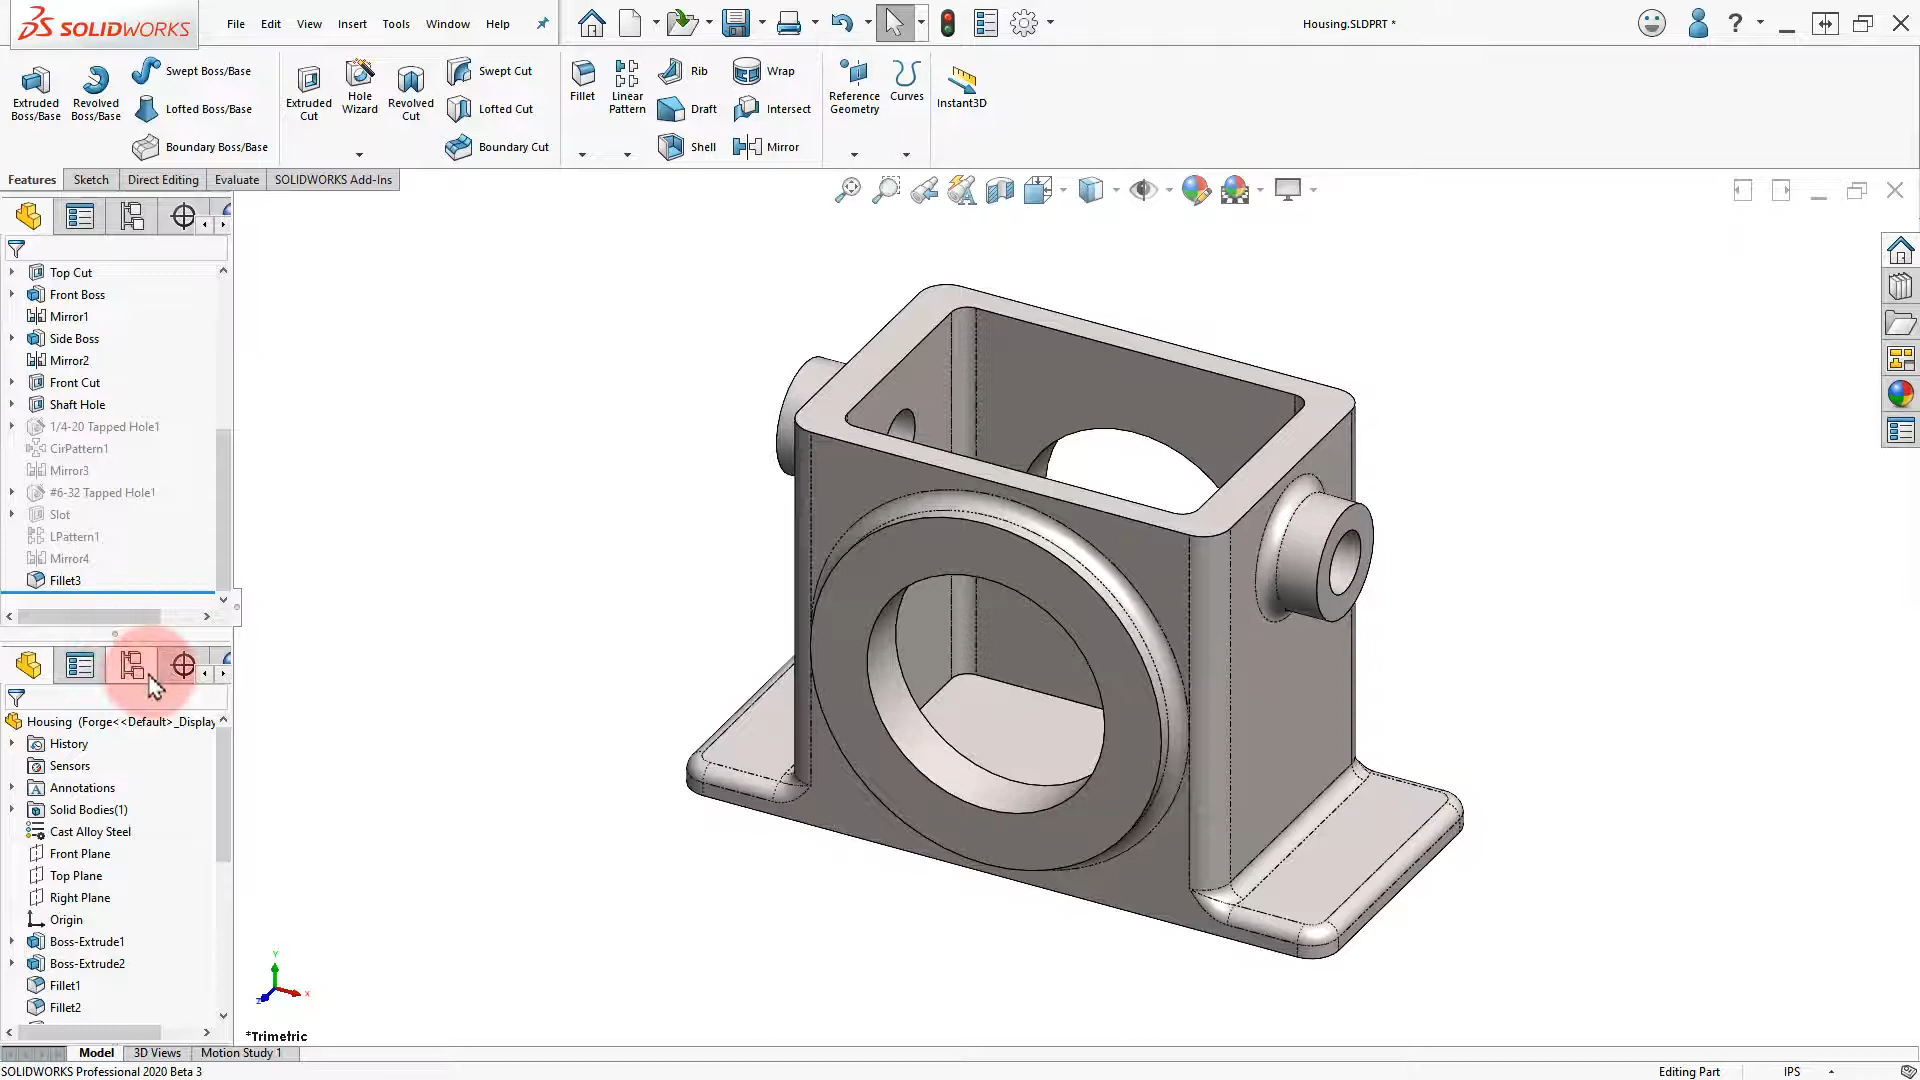 SOLIDWORKS File Edit View Insert Tools Window Help Housing.SLDPRT * ?
Extruded Boss/Base
Revolved Boss/Base
Swept Boss/Base
Lofted Boss/Base
Boundary Boss/Base
Extruded Cut
Hole Wizard
Revolved Cut
Swept Cut
Lofted Cut
Boundary Cut
Fillet
Linear Pattern
Rib
Draft
Shell
Wrap
Intersect
Mirror
Reference Geometry
Curves
Instant3D
Features Sketch Direct Editing Evaluate SOLIDWORKS Add-Ins
Top Cut
Front Boss
Mirror1
Side Boss
Mirror2
Front Cut
Shaft Hole
1/4-20 Tapped Hole1
CirPattern1
Mirror3
#6-32 Tapped Hole1
Slot
LPattern1
Mirror4
Fillet3
Housing (Forge<<Default>_Display
History
Sensors
Annotations
Solid Bodies(1)
Cast Alloy Steel
Front Plane
Top Plane
Right Plane
Origin
Boss-Extrude1
Boss-Extrude2
Fillet1
Fillet2
Y
X
Z
*Trimetric
Model 3D Views Motion Study 1
SOLIDWORKS Professional 2020 Beta 3 Editing Part IPS